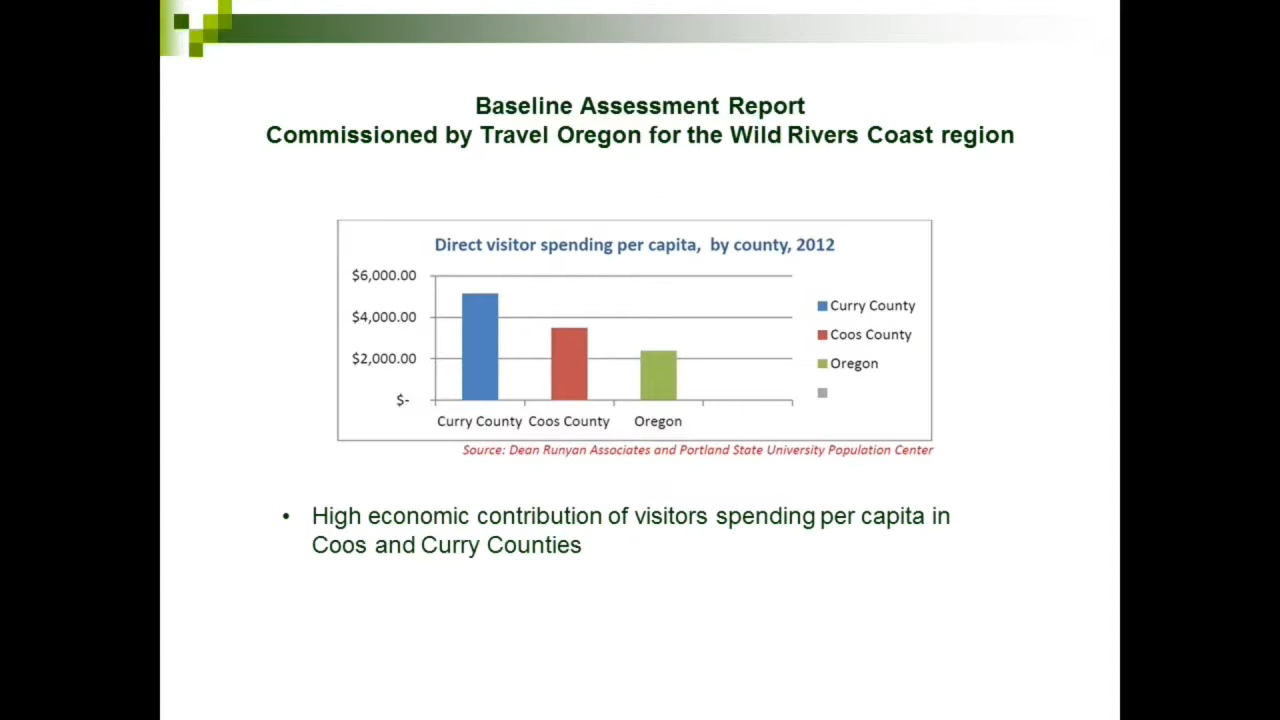 Baseline Assessment Report
Commissioned by Travel Oregon for the Wild Rivers Coast region
Direct visitor spending per capita, by county, 2012
$6,000.00
$4,000.00
$2,000.00
$-
Curry County
Coos County
Oregon
Curry County
Coos County
Oregon
Source: Dean Runyan Associates and Portland State University Population Center
• High economic contribution of visitors spending per capita in
Coos and Curry Counties